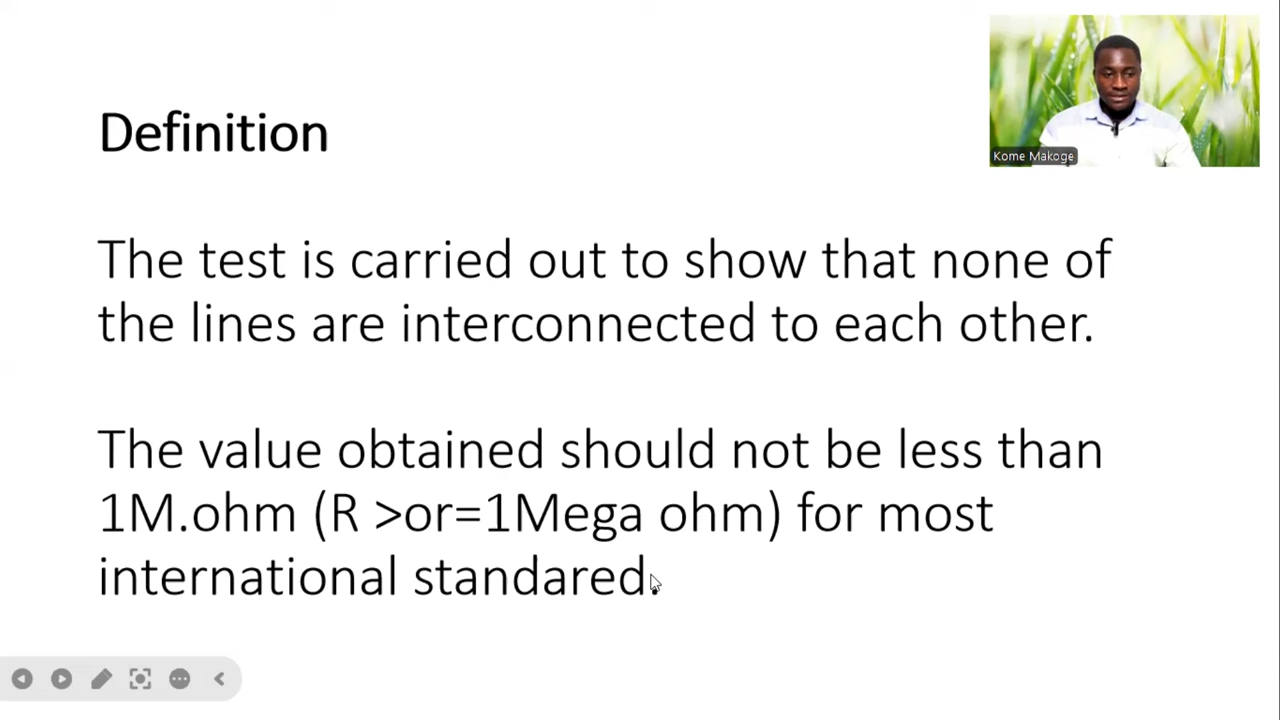 Kome Makoge
Definition
The test is carried out to show that none of
the lines are interconnected to each other.
The value obtained should not be less than
1M.ohm (R >or=1Mega ohm) for most
international standared.